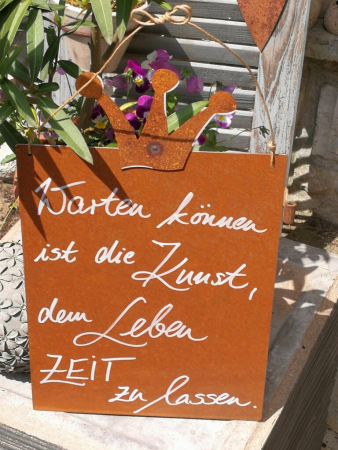 Warten können
ist die Kunst,
dem Leben
ZEIT
zu lassen.